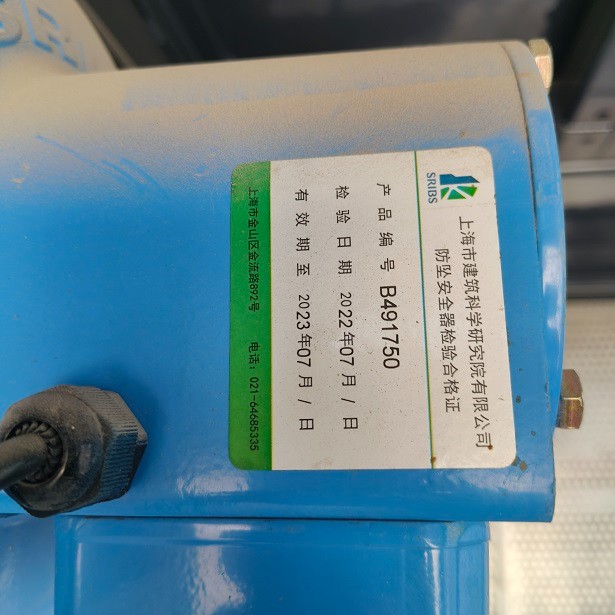 SRIBS
上海市建筑科学研究院有限公司
防坠安全器检验合格证
产品编号 B491750
检验日期 2022年07月/日
有效期至 2023年07月/日
上海市金山区金流路892号 电话：021-64685335